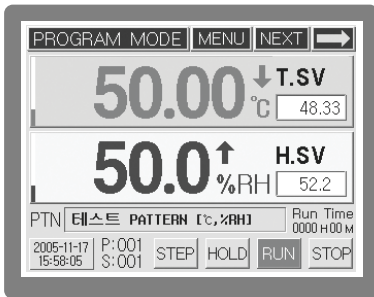 PROGRAM MODE MENU NEXT
50.00 ℃ T.SV
48.33
50.0 %RH H.SV
52.2
PTN 테스트 PATTERN [℃,%RH] Run Time
0000 H 00 M
2005-11-17 P:001 STEP HOLD RUN STOP
15:58:05 S:001